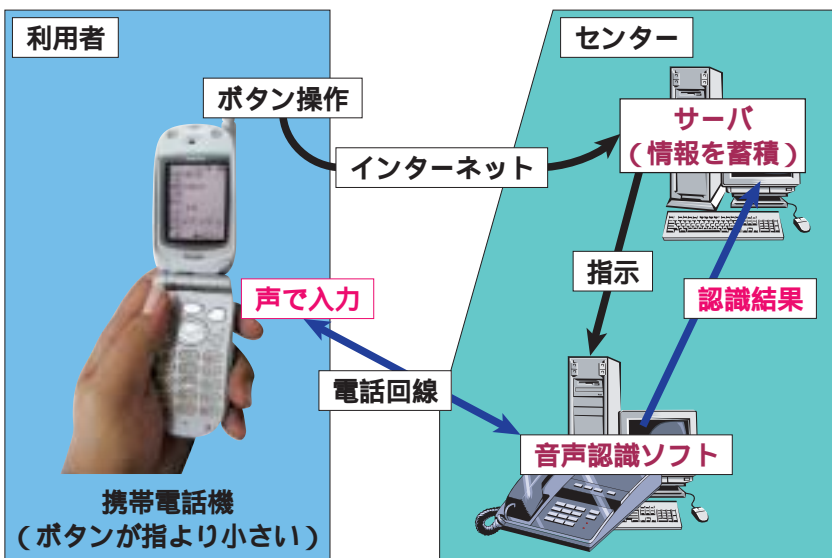 利用者
センター
ボタン操作
サーバ
（情報を蓄積）
インターネット
指示
声で入力
認識結果
電話回線
音声認識ソフト
携帯電話機
（ボタンが指より小さい）